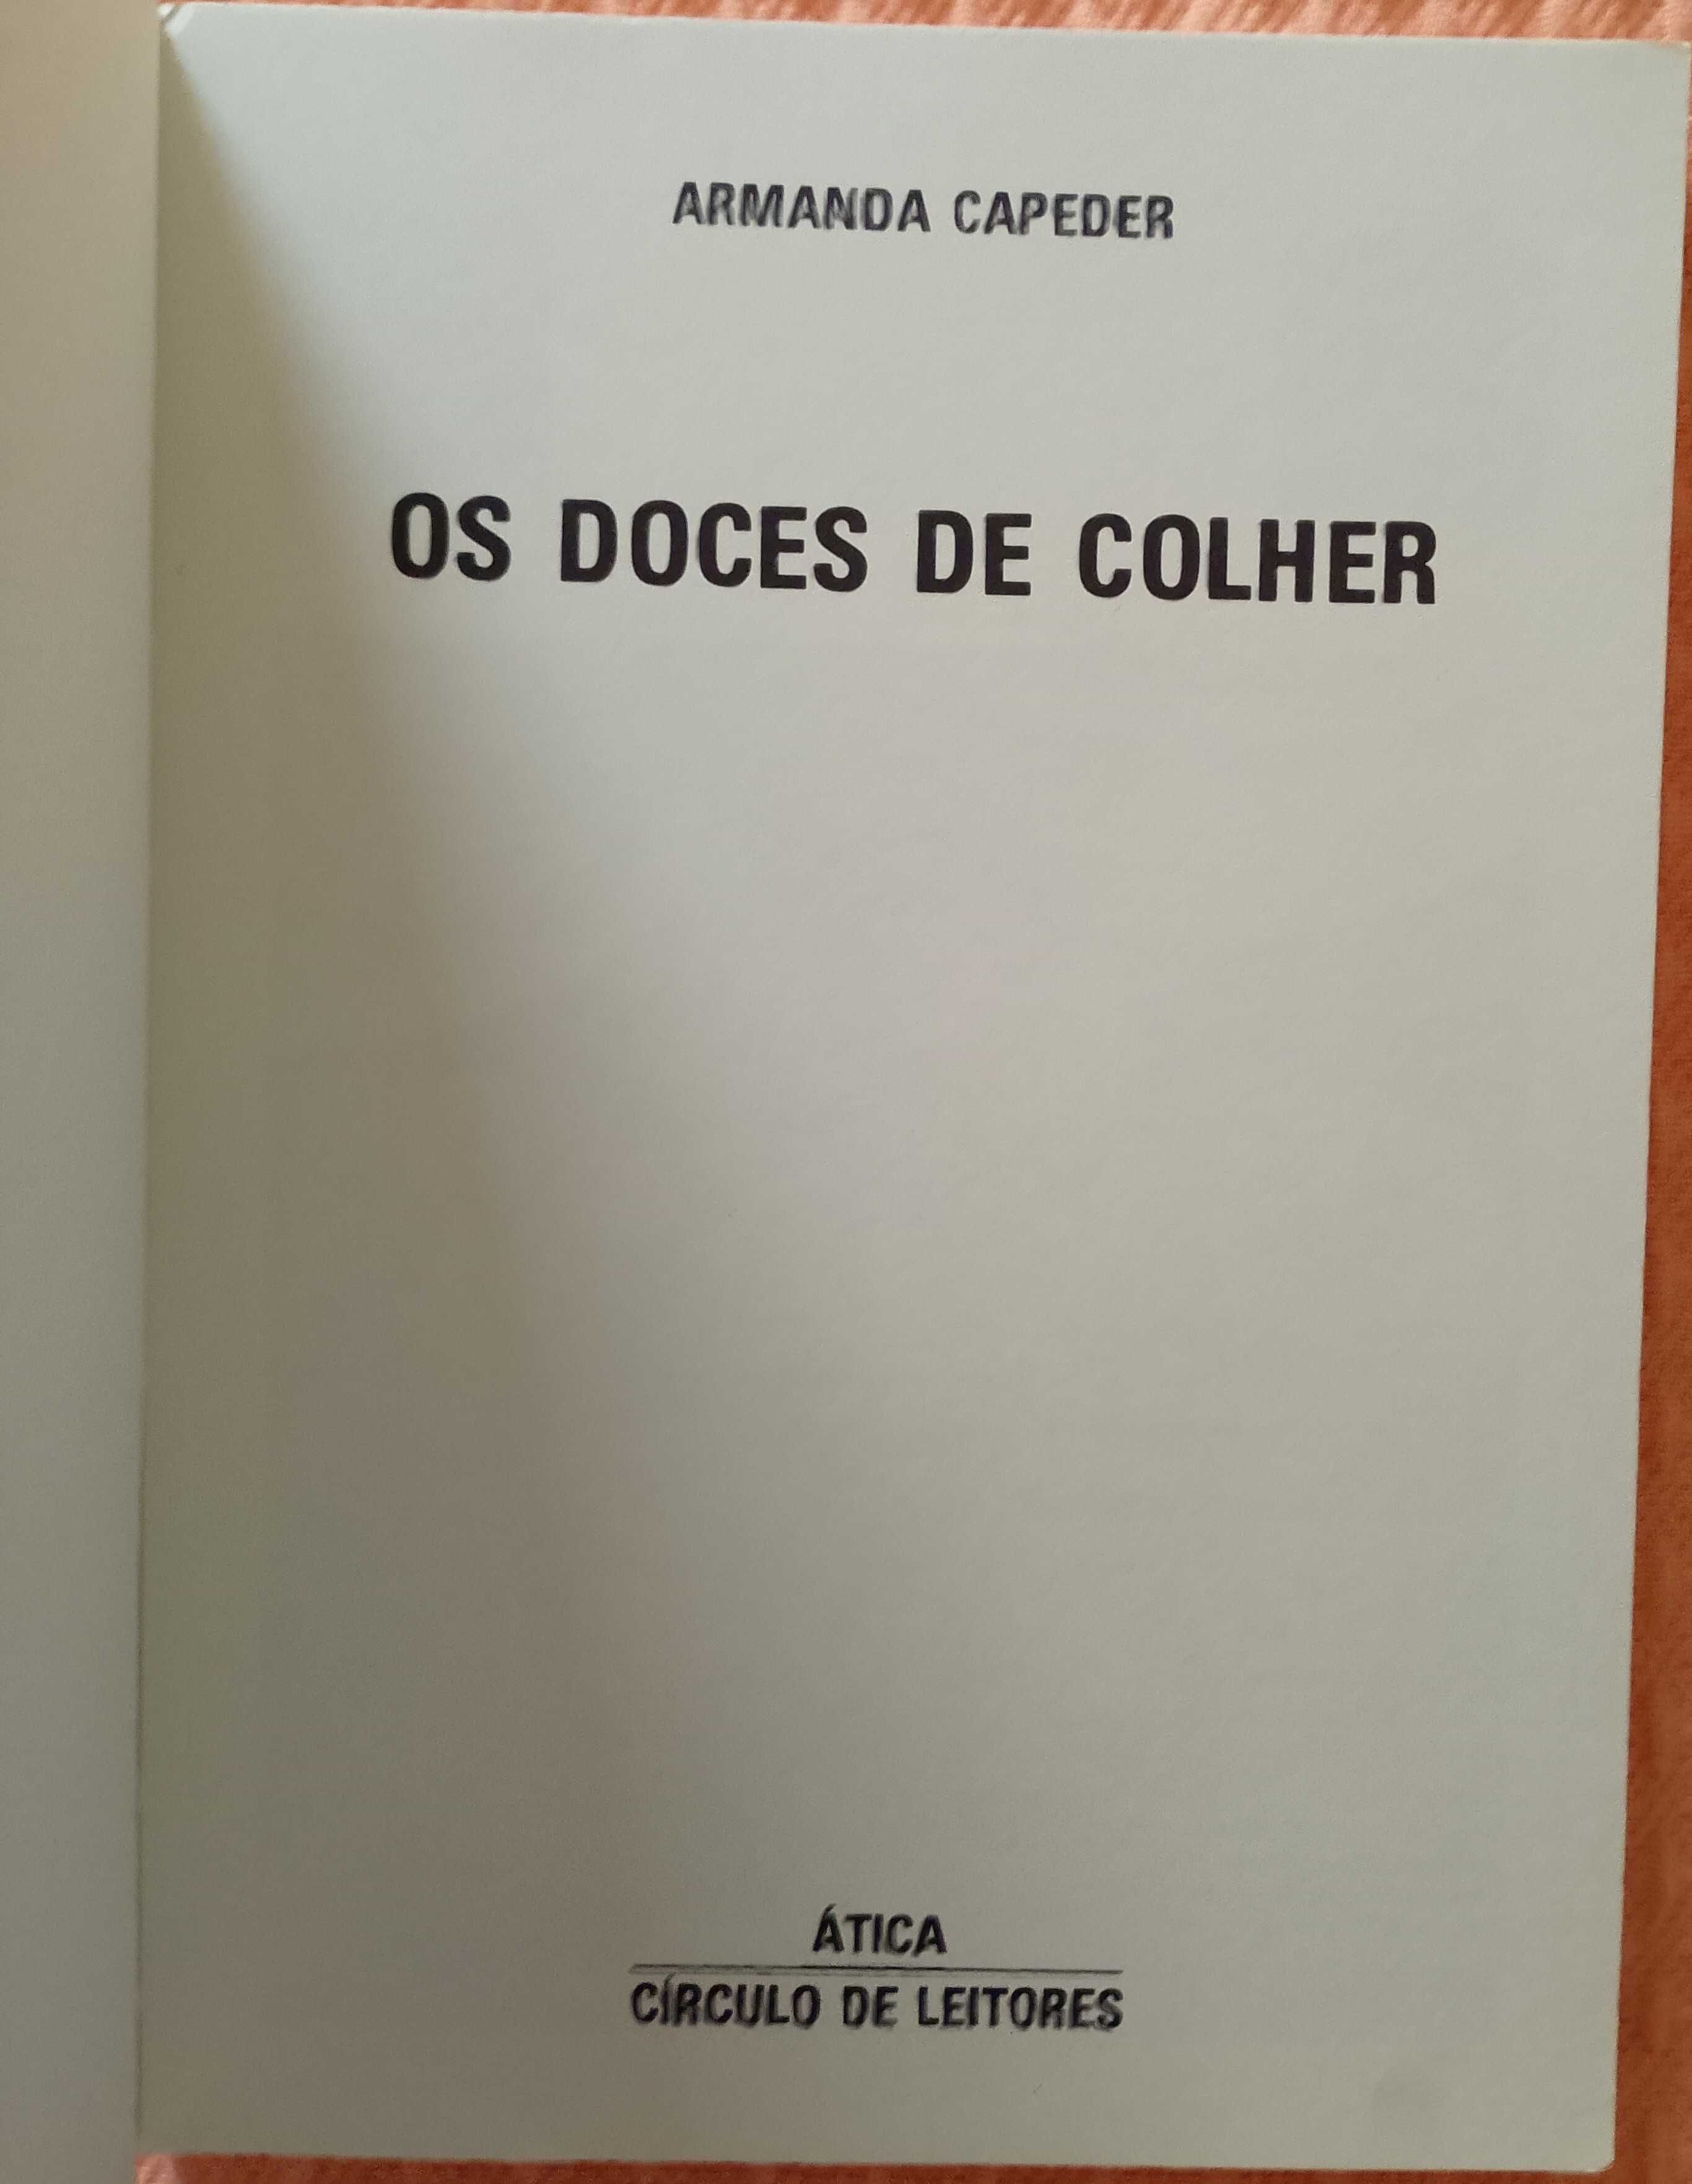 ARMANDA CAPEDER
OS DOCES DE COLHER
ÁTICA
CÍRCULO DE LEITORES